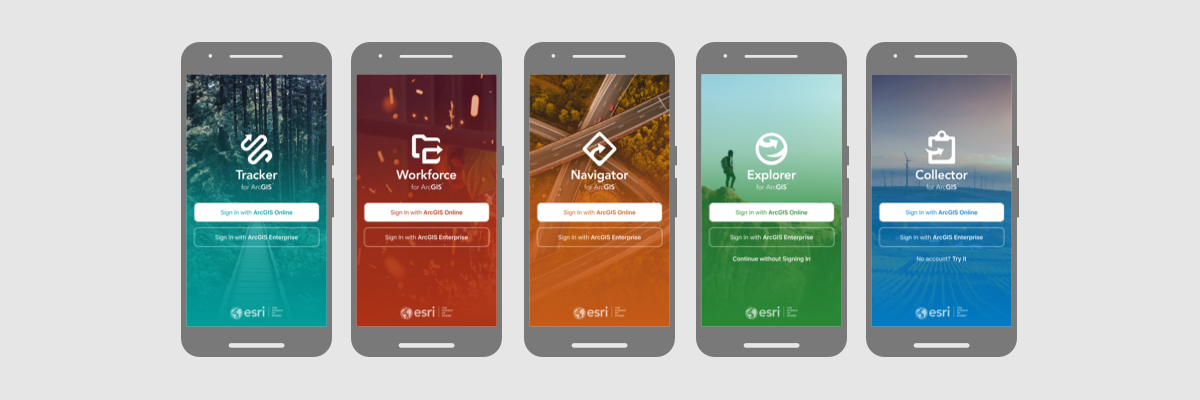 Tracker
for ArcGIS
Sign In with ArcGIS Online
Sign In with ArcGIS Enterprise
esri
Workforce
for ArcGIS
Sign In with ArcGIS Online
Sign In with ArcGIS Enterprise
esri
Navigator
for ArcGIS
Sign In with ArcGIS Online
Sign In with ArcGIS Enterprise
esri
Explorer
for ArcGIS
Sign In with ArcGIS Online
Sign In with ArcGIS Enterprise
Continue without Signing In
esri
Collector
for ArcGIS
Sign In with ArcGIS Online
Sign In with ArcGIS Enterprise
No account? Try it
esri